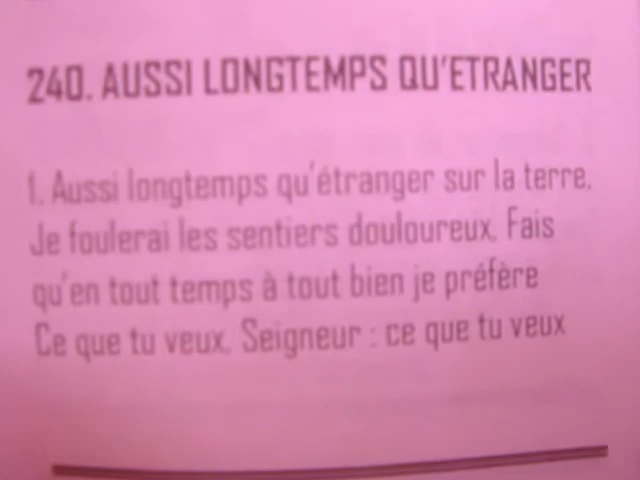 240. AUSSI LONGTEMPS QU'ETRANGER
1. Aussi longtemps qu'étranger sur la terre,
Je foulerai les sentiers douloureux, Fais
qu'en tout temps à tout bien je préfère
Ce que tu veux, Seigneur : ce que tu veux